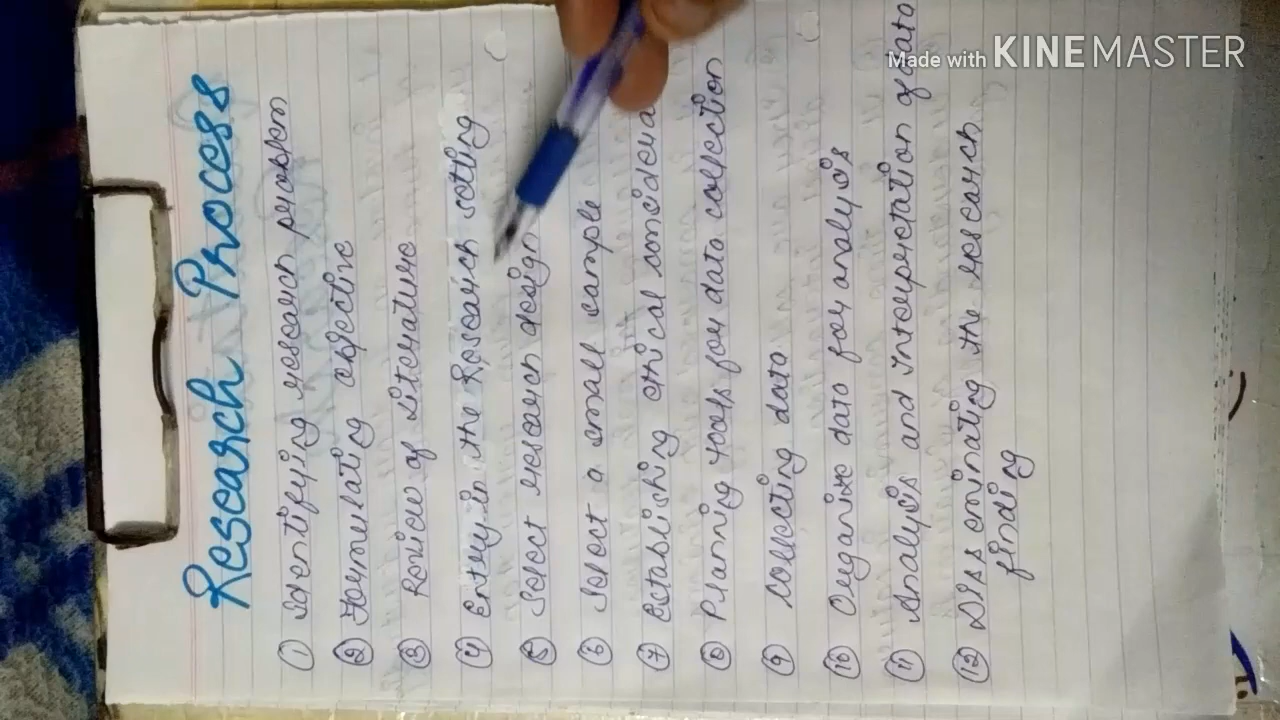 Research Process
① Identifying research problem
② Formulating objective
③ Review of Literature
④ Entry in the Research setting
⑤ Select research design
⑥ Select a small sample
⑦ Establishing ethical considera
⑧ Planning tools for data collection
⑨ collecting data
⑩ Organize data for analysis
⑪ Analysis and Interpretation of data
⑫ Disseminating the research
finding
Made with KINEMASTER